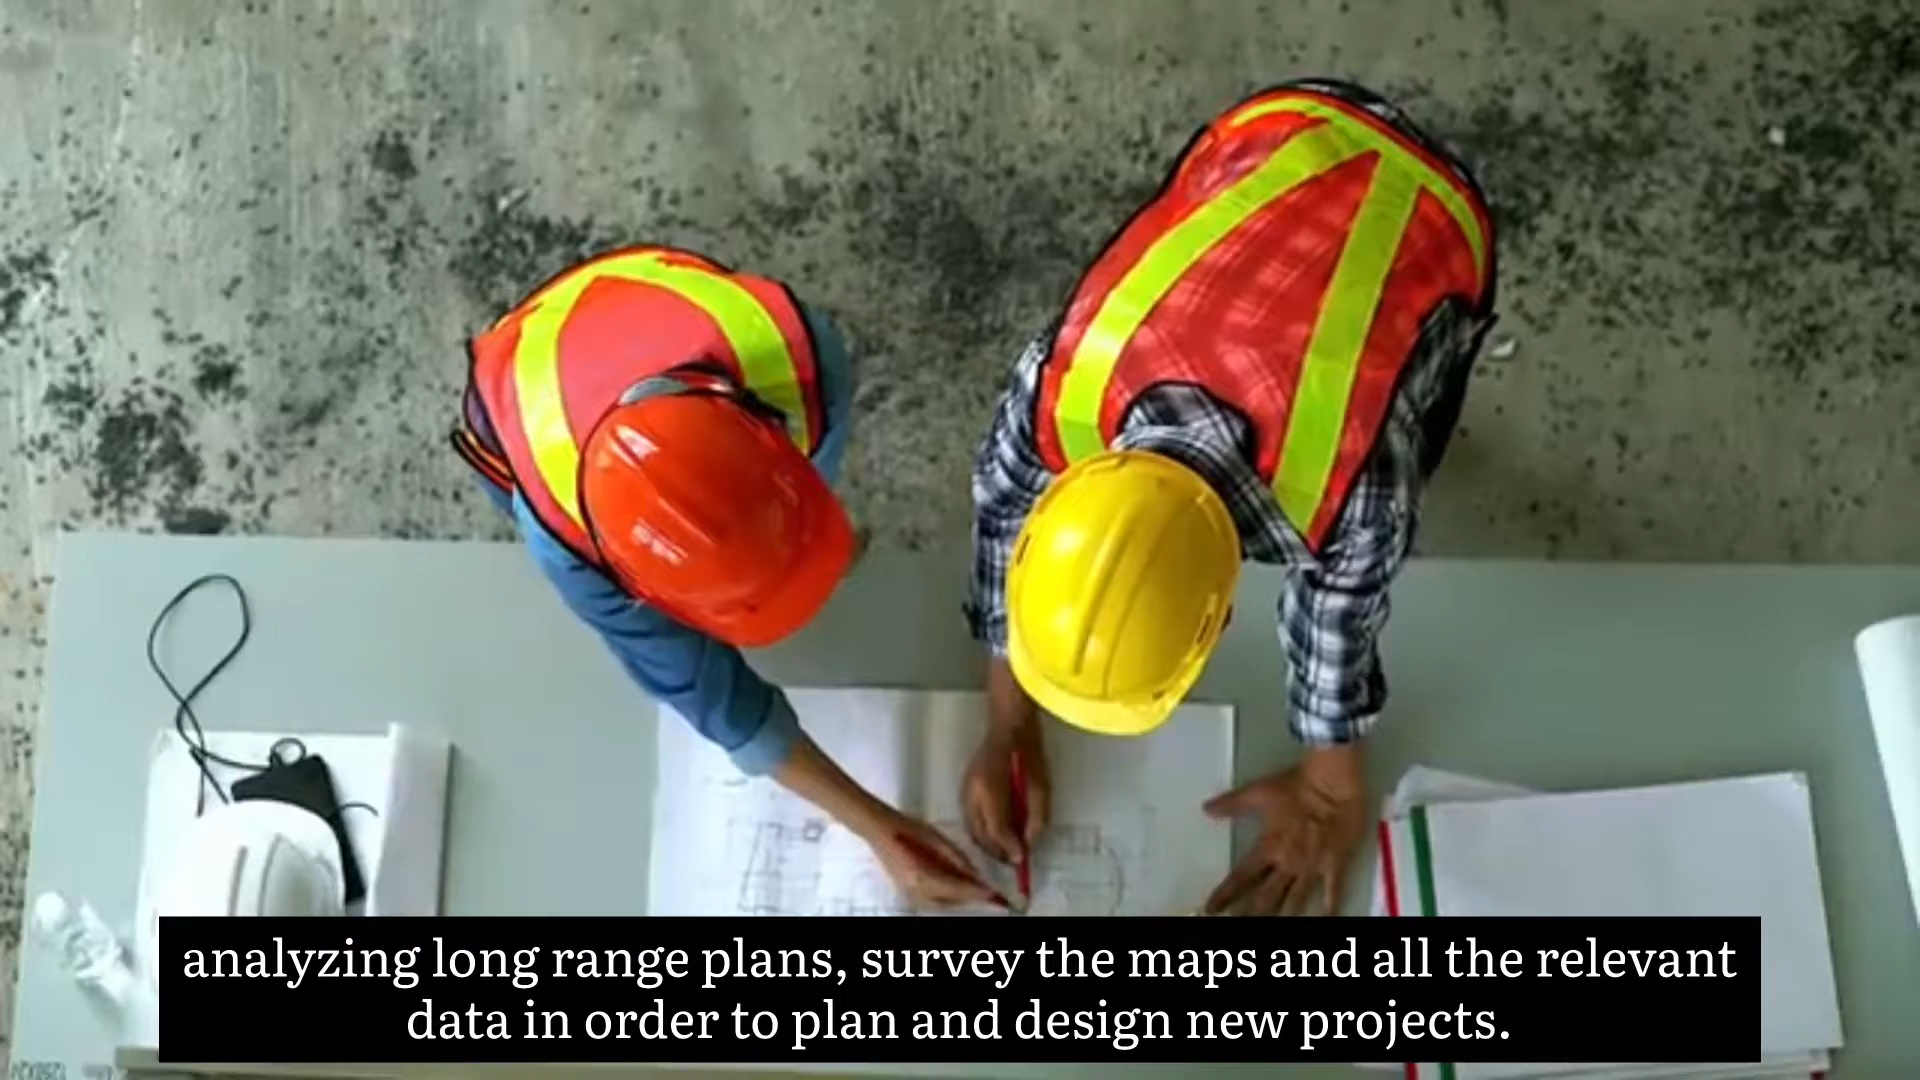 analyzing long range plans, survey the maps and all the relevant
data in order to plan and design new projects.